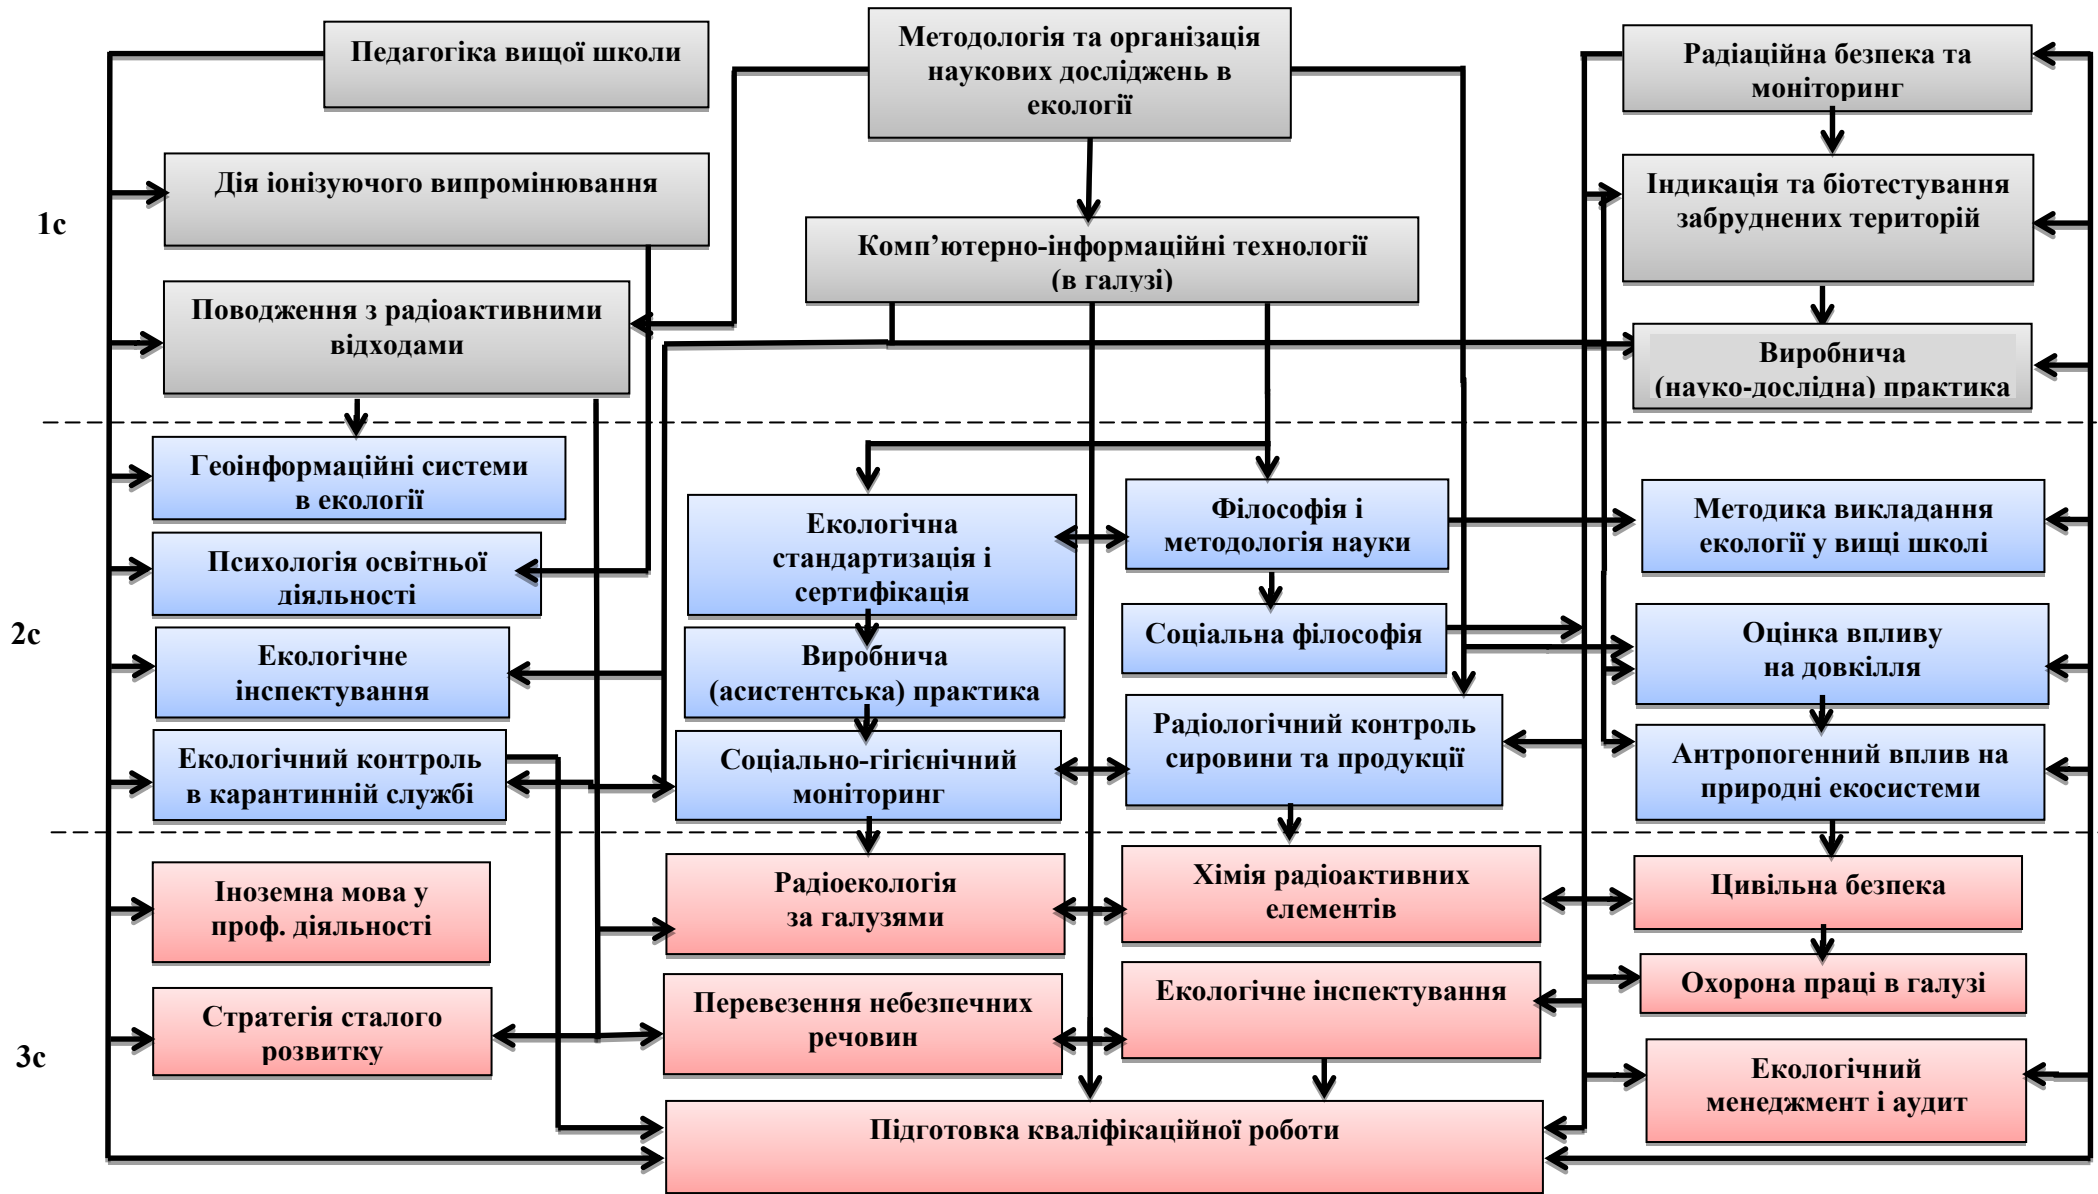 Педагогіка вищої школи
Методологія та організація
наукових досліджень в
екології
Радіаційна безпека та
моніторинг
1с
Дія іонізуючого випромінювання
Індикація та біотестування
забруднених територій
Комп’ютерно-інформаційні технології
(в галузі)
Поводження з радіоактивними
відходами
Виробнича
(науко-дослідна) практика
2с
Геоінформаційні системи
в екології
Екологічна
стандартизація і
сертифікація
Філософія і
методологія науки
Методика викладання
екології у вищі школі
Психологія освітньої
діяльності
Соціальна філософія
Оцінка впливу
на довкілля
Екологічне
інспектування
Виробнича
(асистентська) практика
Радіологічний контроль
сировини та продукції
Екологічний контроль
в карантинній службі
Соціально-гігієнічний
моніторинг
Антропогенний вплив на
природні екосистеми
3с
Іноземна мова у
проф. діяльності
Радіоекологія
за галузями
Хімія радіоактивних
елементів
Цивільна безпека
Охорона праці в галузі
Стратегія сталого
розвитку
Перевезення небезпечних
речовин
Екологічне інспектування
Екологічний
менеджмент і аудит
Підготовка кваліфікаційної роботи